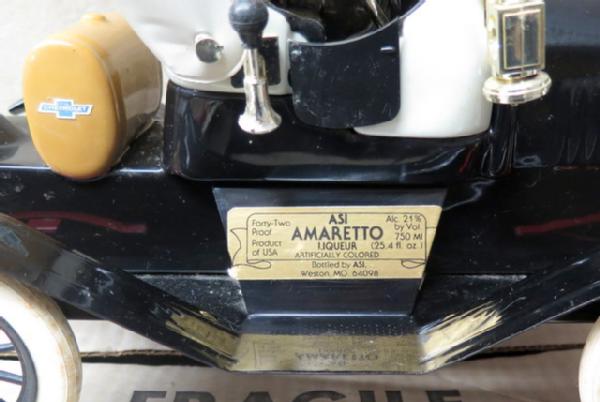 CHEVROLET
Forty-Two Proof
Product of USA
ASI
AMARETTO
LIQUEUR
ARTIFICIALLY COLORED
Bottled by ASI,
Weston, MO. 64098
Alc. 21%
by Vol.
750 Ml
(25.4 fl. oz.)
FRAGILE